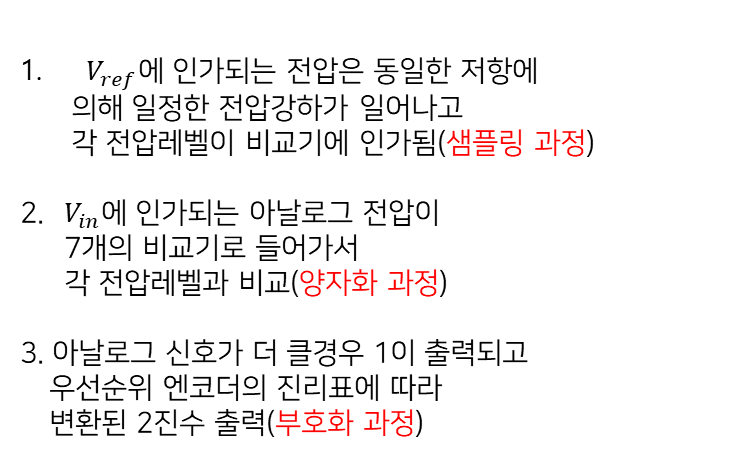 1. Vref에 인가되는 전압은 동일한 저항에
의해 일정한 전압강하가 일어나고
각 전압레벨이 비교기에 인가됨(샘플링 과정)
2. Vin에 인가되는 아날로그 전압이
7개의 비교기로 들어가서
각 전압레벨과 비교(양자화 과정)
3. 아날로그 신호가 더 클경우 1이 출력되고
우선순위 엔코더의 진리표에 따라
변환된 2진수 출력(부호화 과정)